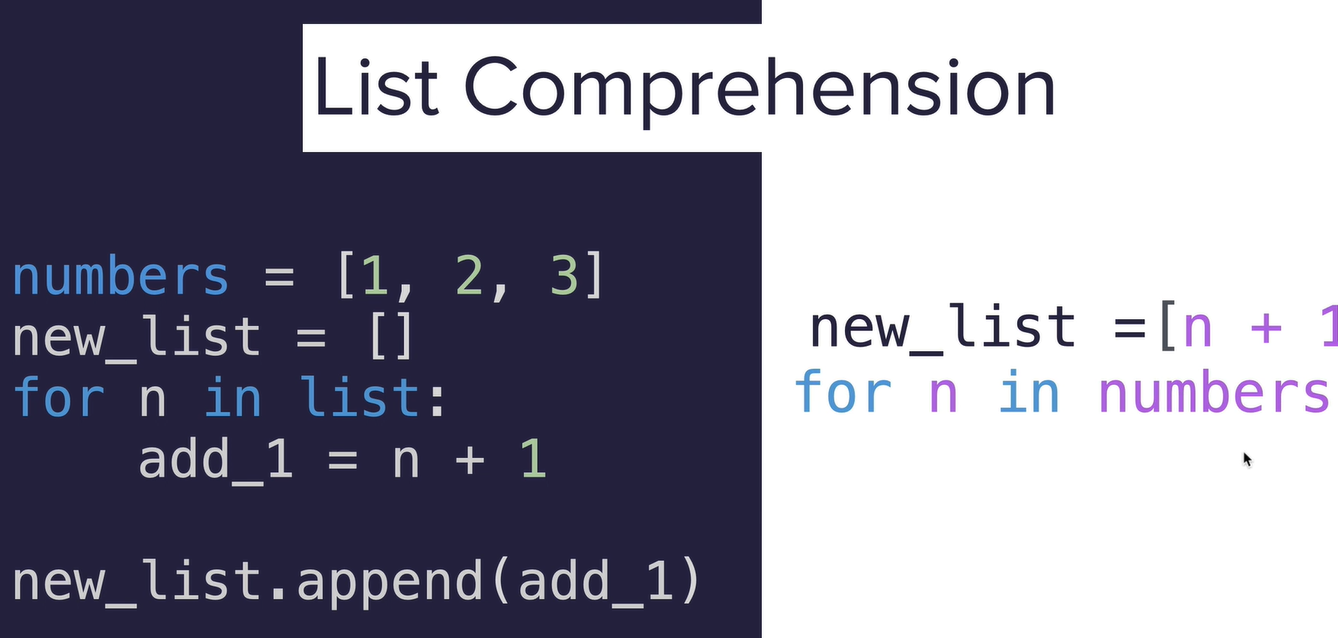 List Comprehension
numbers = [1, 2, 3]
new_list = []
for n in list:
    add_1 = n + 1
new_list.append(add_1)
new_list =[n + 1
for n in numbers